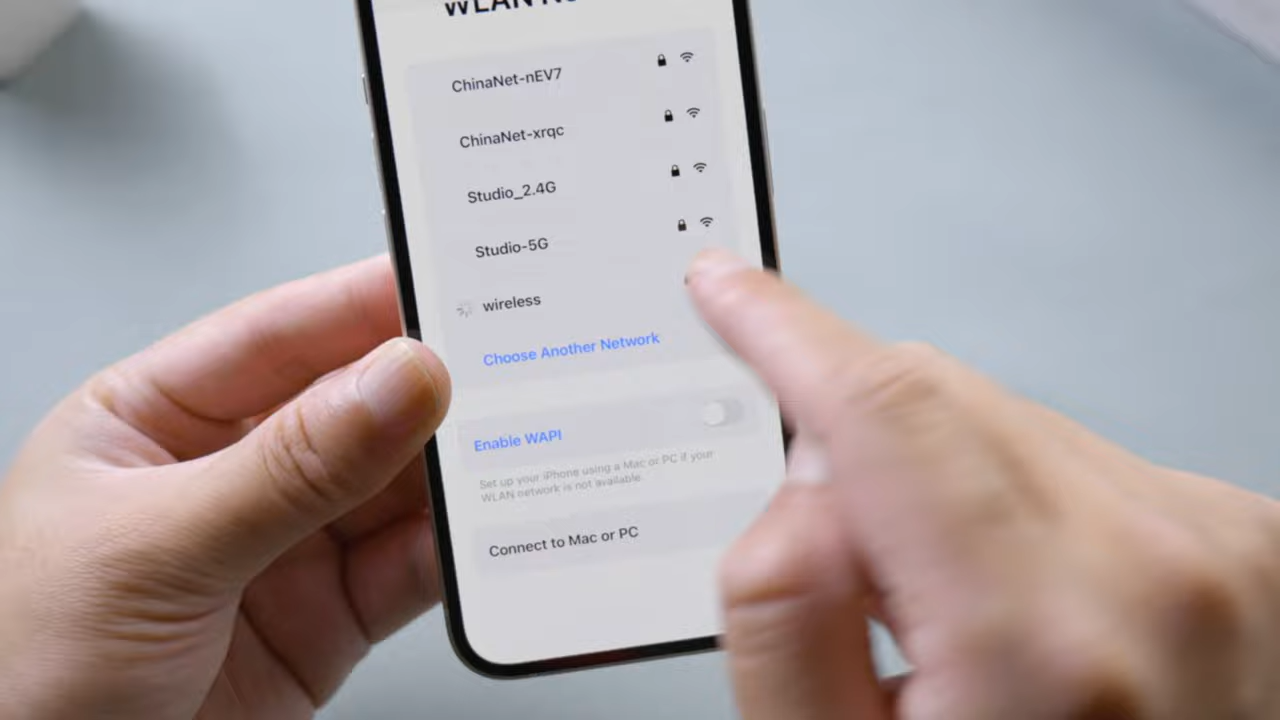 WLAN
ChinaNet-nEV7
ChinaNet-xrqc
Studio_2.4G
Studio-5G
wireless
Choose Another Network
Enable WAPI
Set up your iPhone using a Mac or PC if your
WLAN network is not available.
Connect to Mac or PC